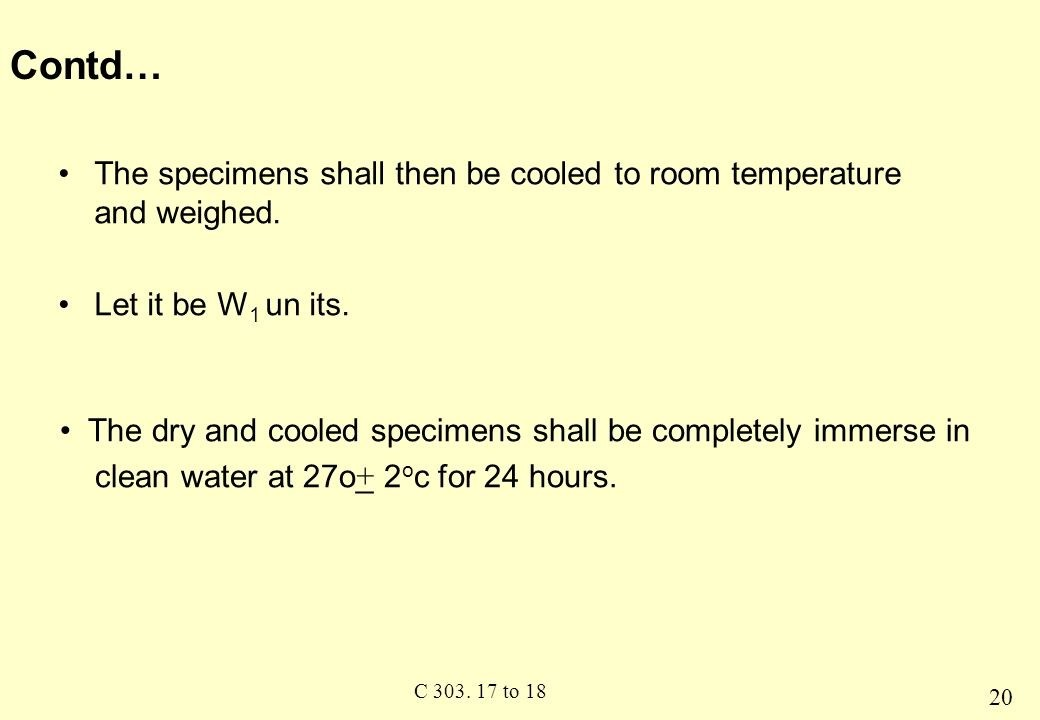 Contd…
• The specimens shall then be cooled to room temperature
and weighed.
• Let it be W₁ un its.
• The dry and cooled specimens shall be completely immerse in
clean water at 27o± 2ᵒc for 24 hours.
C 303. 17 to 18
20